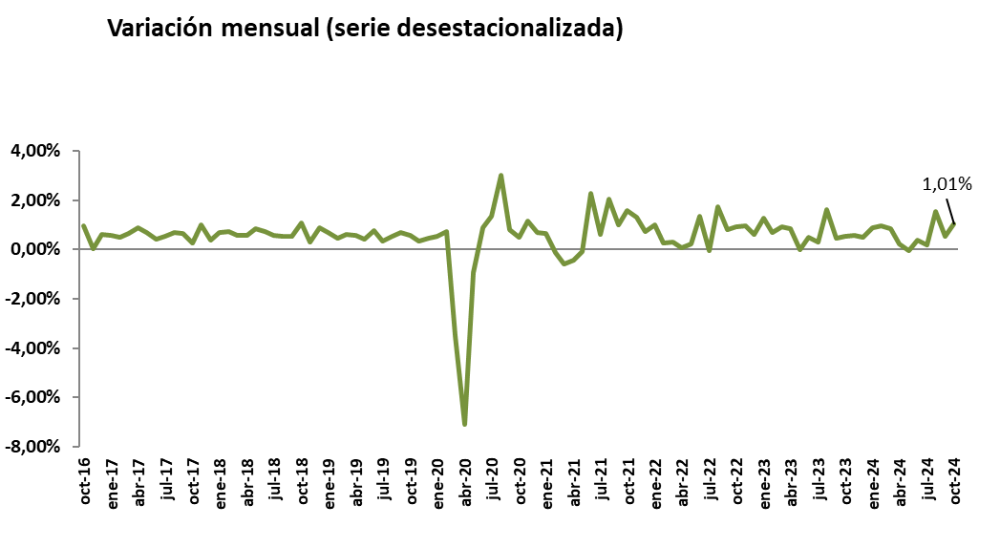 Variación mensual (serie desestacionalizada)
4,00%
2,00%
0,00%
-2,00%
-4,00%
-6,00%
-8,00%
1,01%
oct-16
ene-17
abr-17
jul-17
oct-17
ene-18
abr-18
jul-18
oct-18
ene-19
abr-19
jul-19
oct-19
ene-20
abr-20
jul-20
oct-20
ene-21
abr-21
jul-21
oct-21
ene-22
abr-22
jul-22
oct-22
ene-23
abr-23
jul-23
oct-23
ene-24
abr-24
jul-24
oct-24